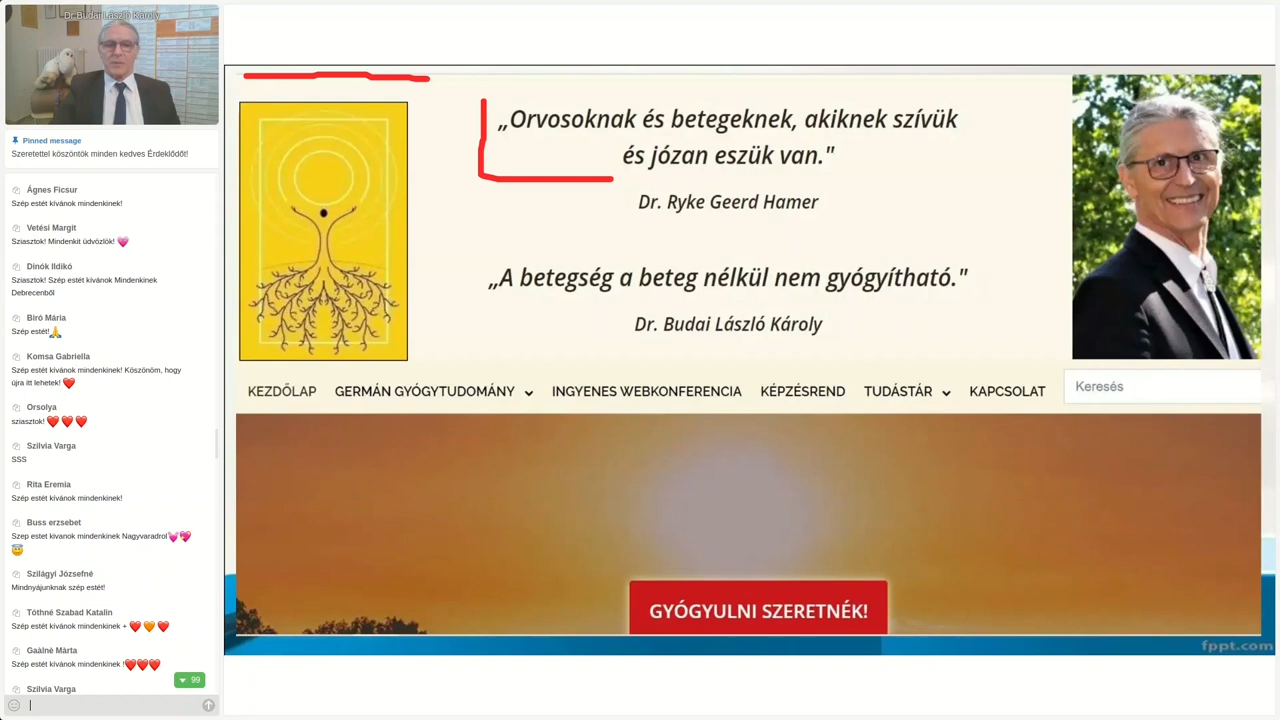 Dr.Budai László Károly
Pinned message
Szeretettel köszöntök minden kedves Érdeklődőt!
Ágnes Ficsur
Szép estét kívánok mindenkinek!
Vetési Margit
Sziasztok! Mindenkit üdvözlök! 💗
Dinók Ildikó
Sziasztok! Szép estét kívánok Mindenkinek
Debrecenből
Biró Mária
Szép estét!🙏
Komsa Gabriella
Szép estét kívánok mindenkinek! Köszönöm, hogy
újra itt lehetek! ❤️
Orsolya
sziasztok! ❤️ ❤️ ❤️
Szilvia Varga
SSS
Rita Eremia
Szép estét kívánok mindenkinek!
Buss erzsebet
Szep estet kivanok mindenkinek Nagyvaradrol💓💖
😇
Szilágyi Józsefné
Mindnyájunknak szép estét!
Tóthné Szabad Katalin
Szép estét kívánok mindenkinek + ❤️ 🧡 ❤️
Gaàlnè Màrta
Szép estét kívánok mindenkinek !❤️❤️❤️
99
Szilvia Varga
„Orvosoknak és betegeknek, akiknek szívük
és józan eszük van."
Dr. Ryke Geerd Hamer
„A betegség a beteg nélkül nem gyógyítható."
Dr. Budai László Károly
KEZDŐLAP GERMÁN GYÓGYTUDOMÁNY INGYENES WEBKONFERENCIA KÉPZÉSREND TUDÁSTÁR KAPCSOLAT Keresés
GYÓGYULNI SZERETNÉK!
fppt.com